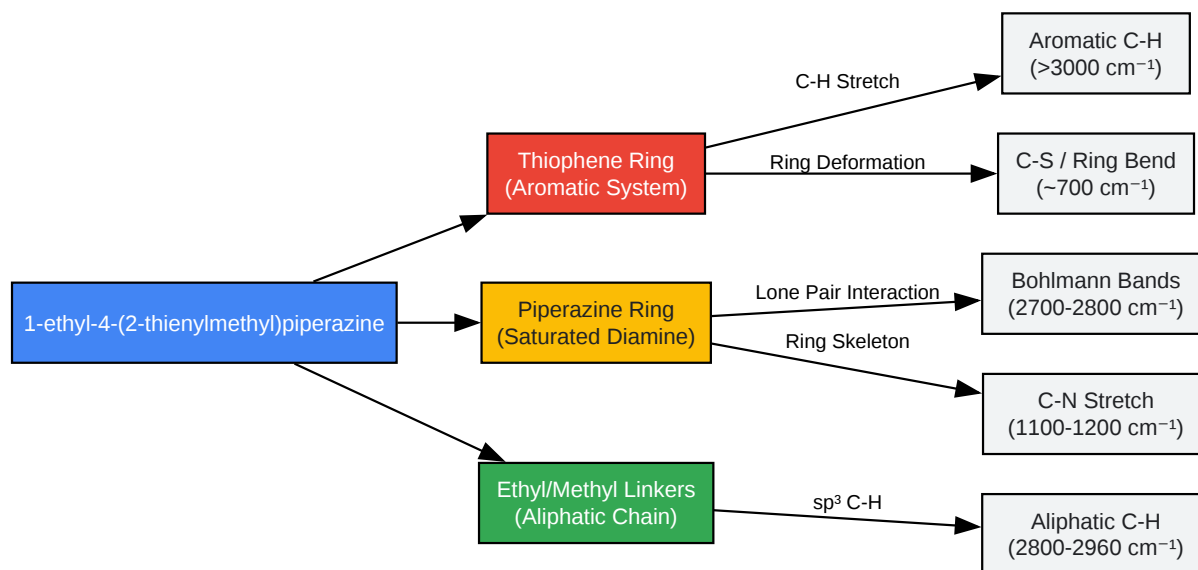 1-ethyl-4-(2-thienylmethyl)piperazine
Thiophene Ring
(Aromatic System)
Piperazine Ring
(Saturated Diamine)
Ethyl/Methyl Linkers
(Aliphatic Chain)
C-H Stretch
Ring Deformation
Lone Pair Interaction
Ring Skeleton
sp³ C-H
Aromatic C-H
(>3000 cm⁻¹)
C-S / Ring Bend
(~700 cm⁻¹)
Bohlmann Bands
(2700-2800 cm⁻¹)
C-N Stretch
(1100-1200 cm⁻¹)
Aliphatic C-H
(2800-2960 cm⁻¹)